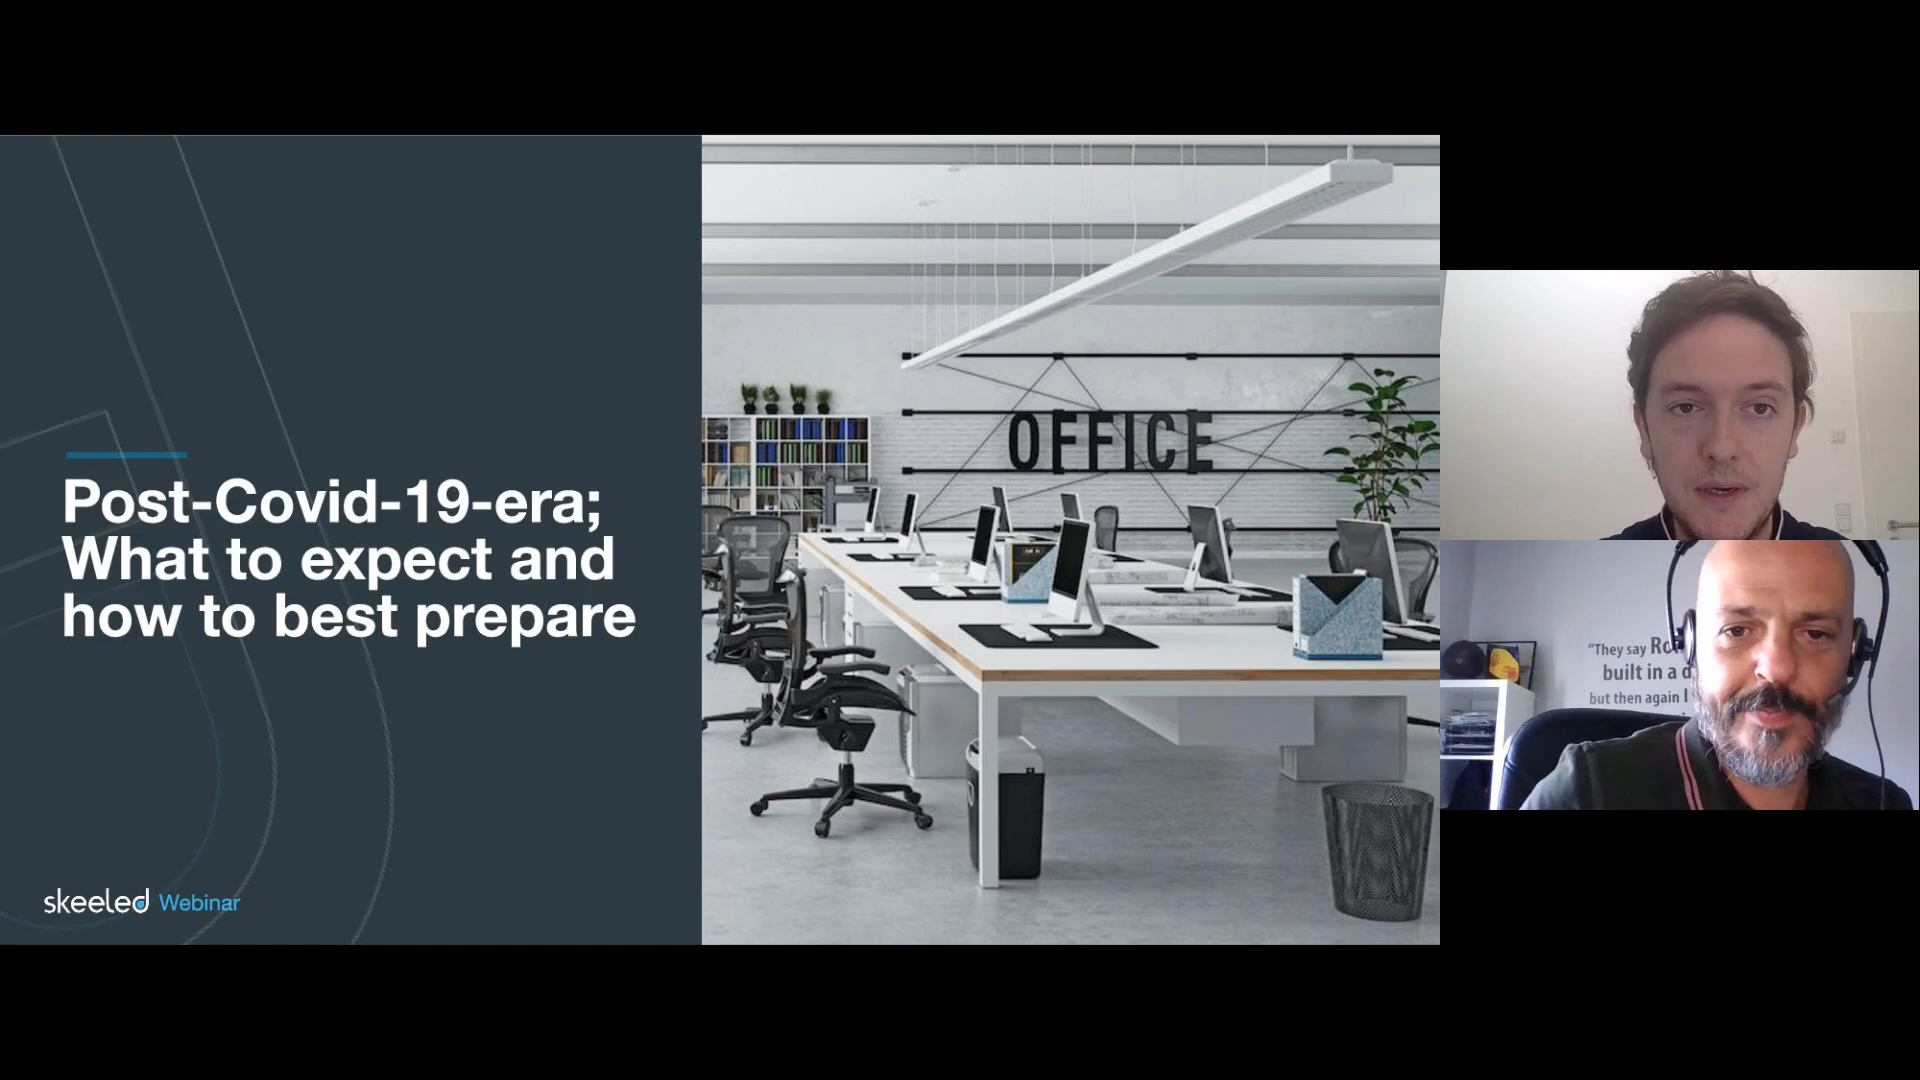 Post-Covid-19-era;
What to expect and
how to best prepare
skeeled Webinar
OFFICE
"They say
built in a
but then again I